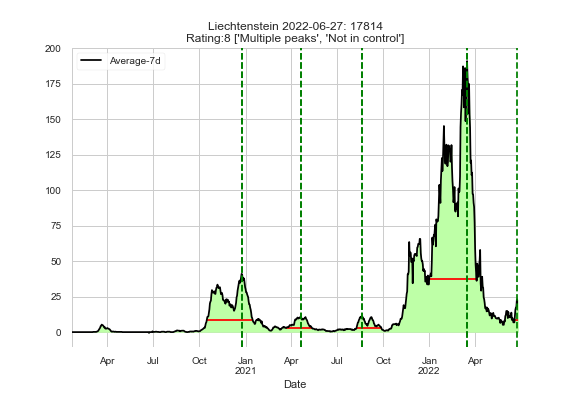 Liechtenstein 2022-06-27: 17814
Rating:8 ['Multiple peaks', 'Not in control']
200
Average-7d
175
150
125
100
75
50
25
0
Apr Jul Oct Jan Apr Jul Oct Jan Apr
2021 2022
Date